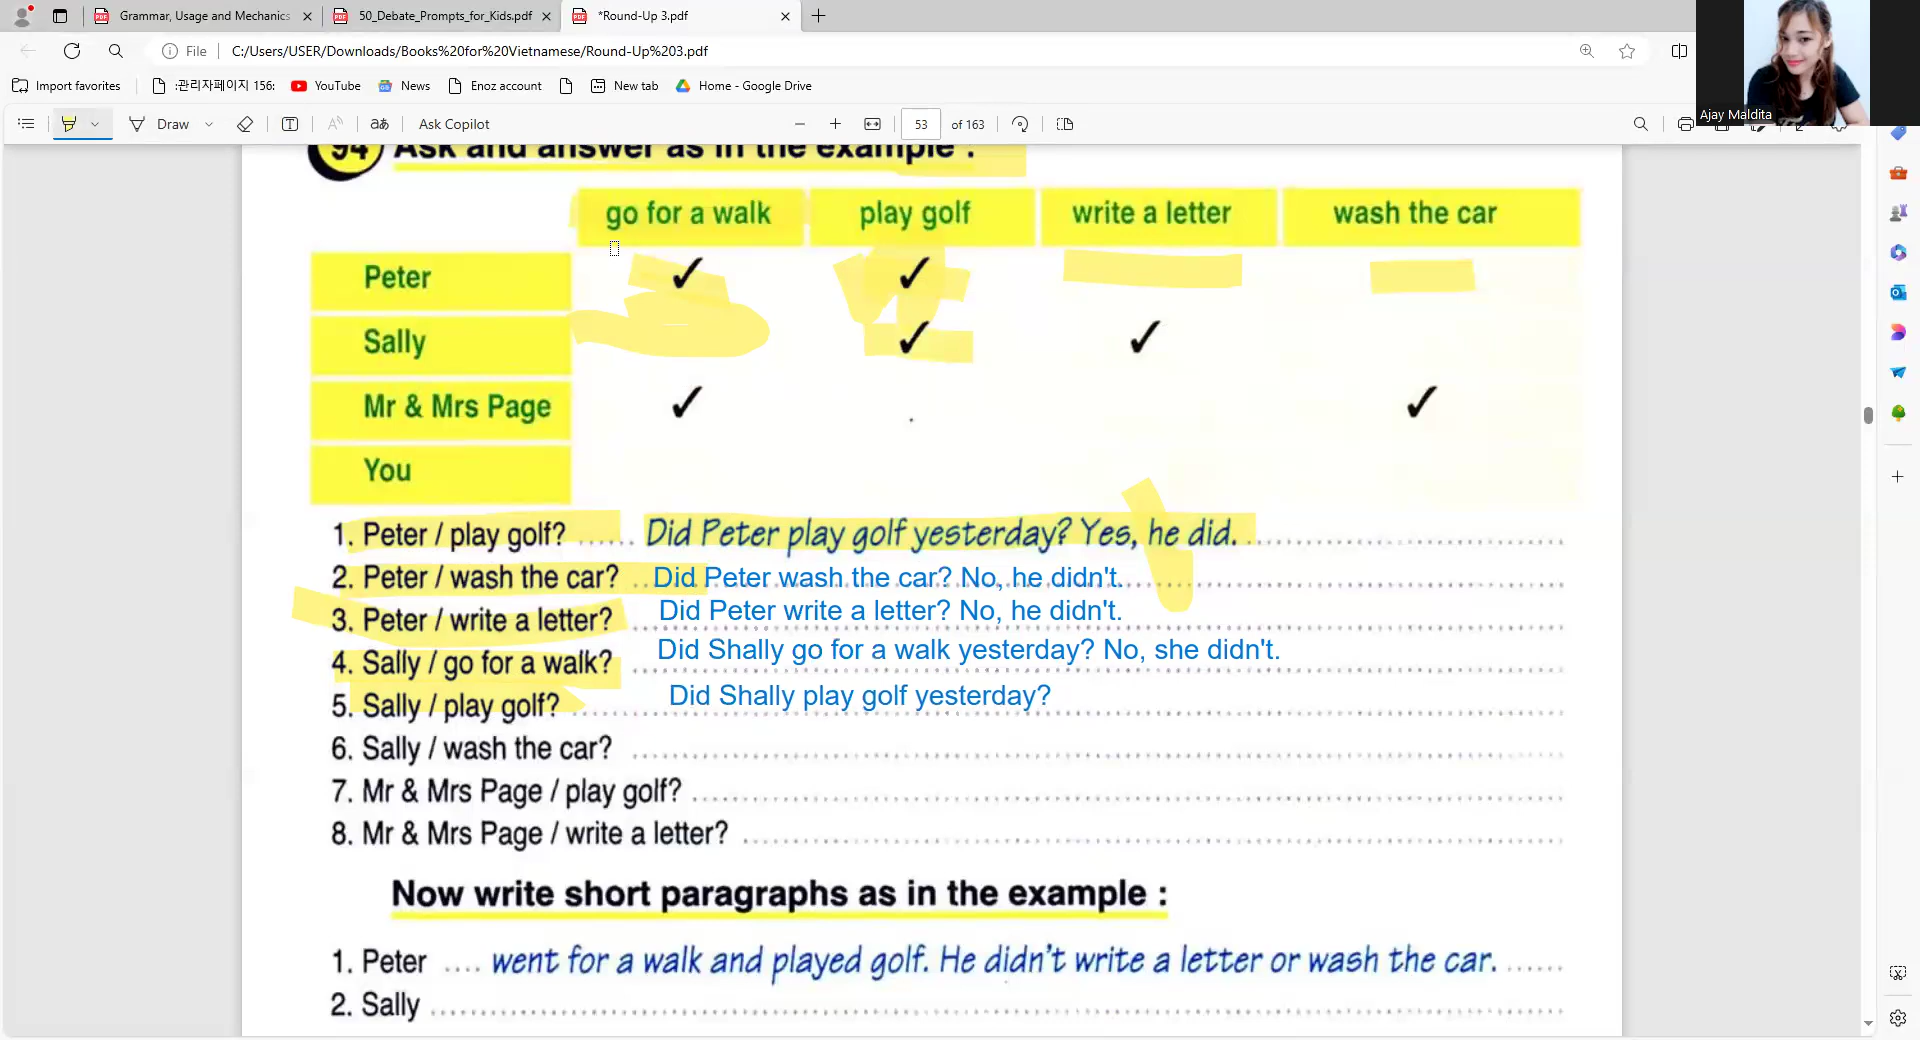 Grammar, Usage and Mechanics
50_Debate_Prompts_for_Kids.pdf
*Round-Up 3.pdf
File
C:/Users/USER/Downloads/Books%20for%20Vietnamese/Round-Up%203.pdf
Import favorites
:관리자페이지 156:
YouTube
News
Enoz account
New tab
Home - Google Drive
Ajay Maldita
Draw
Ask Copilot
53 of 163
94 Ask and answer as in the example :
go for a walk play golf write a letter wash the car
Peter ✓ ✓
Sally ✓ ✓
Mr & Mrs Page ✓ ✓
You
1. Peter / play golf? ...... Did Peter play golf yesterday? Yes, he did.
2. Peter / wash the car? Did Peter wash the car? No, he didn't.
3. Peter / write a letter? Did Peter write a letter? No, he didn't.
4. Sally / go for a walk? Did Shally go for a walk yesterday? No, she didn't.
5. Sally / play golf? Did Shally play golf yesterday?
6. Sally / wash the car?
7. Mr & Mrs Page / play golf?
8. Mr & Mrs Page / write a letter?
Now write short paragraphs as in the example :
1. Peter .... went for a walk and played golf. He didn't write a letter or wash the car. ......
2. Sally